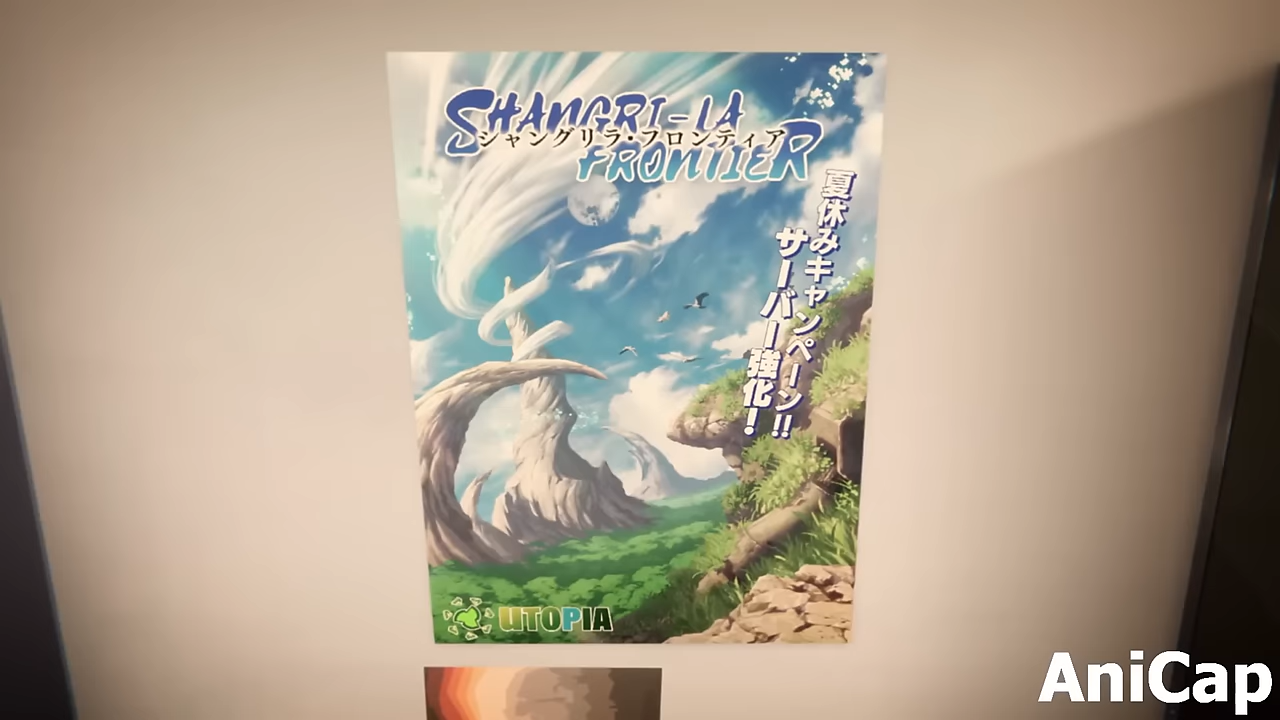 SHANGRI-LA
シャングリラ・フロンティア
FRONTIER
夏休みキャンペーン!!
サーバー強化!
UTOPIA
AniCap